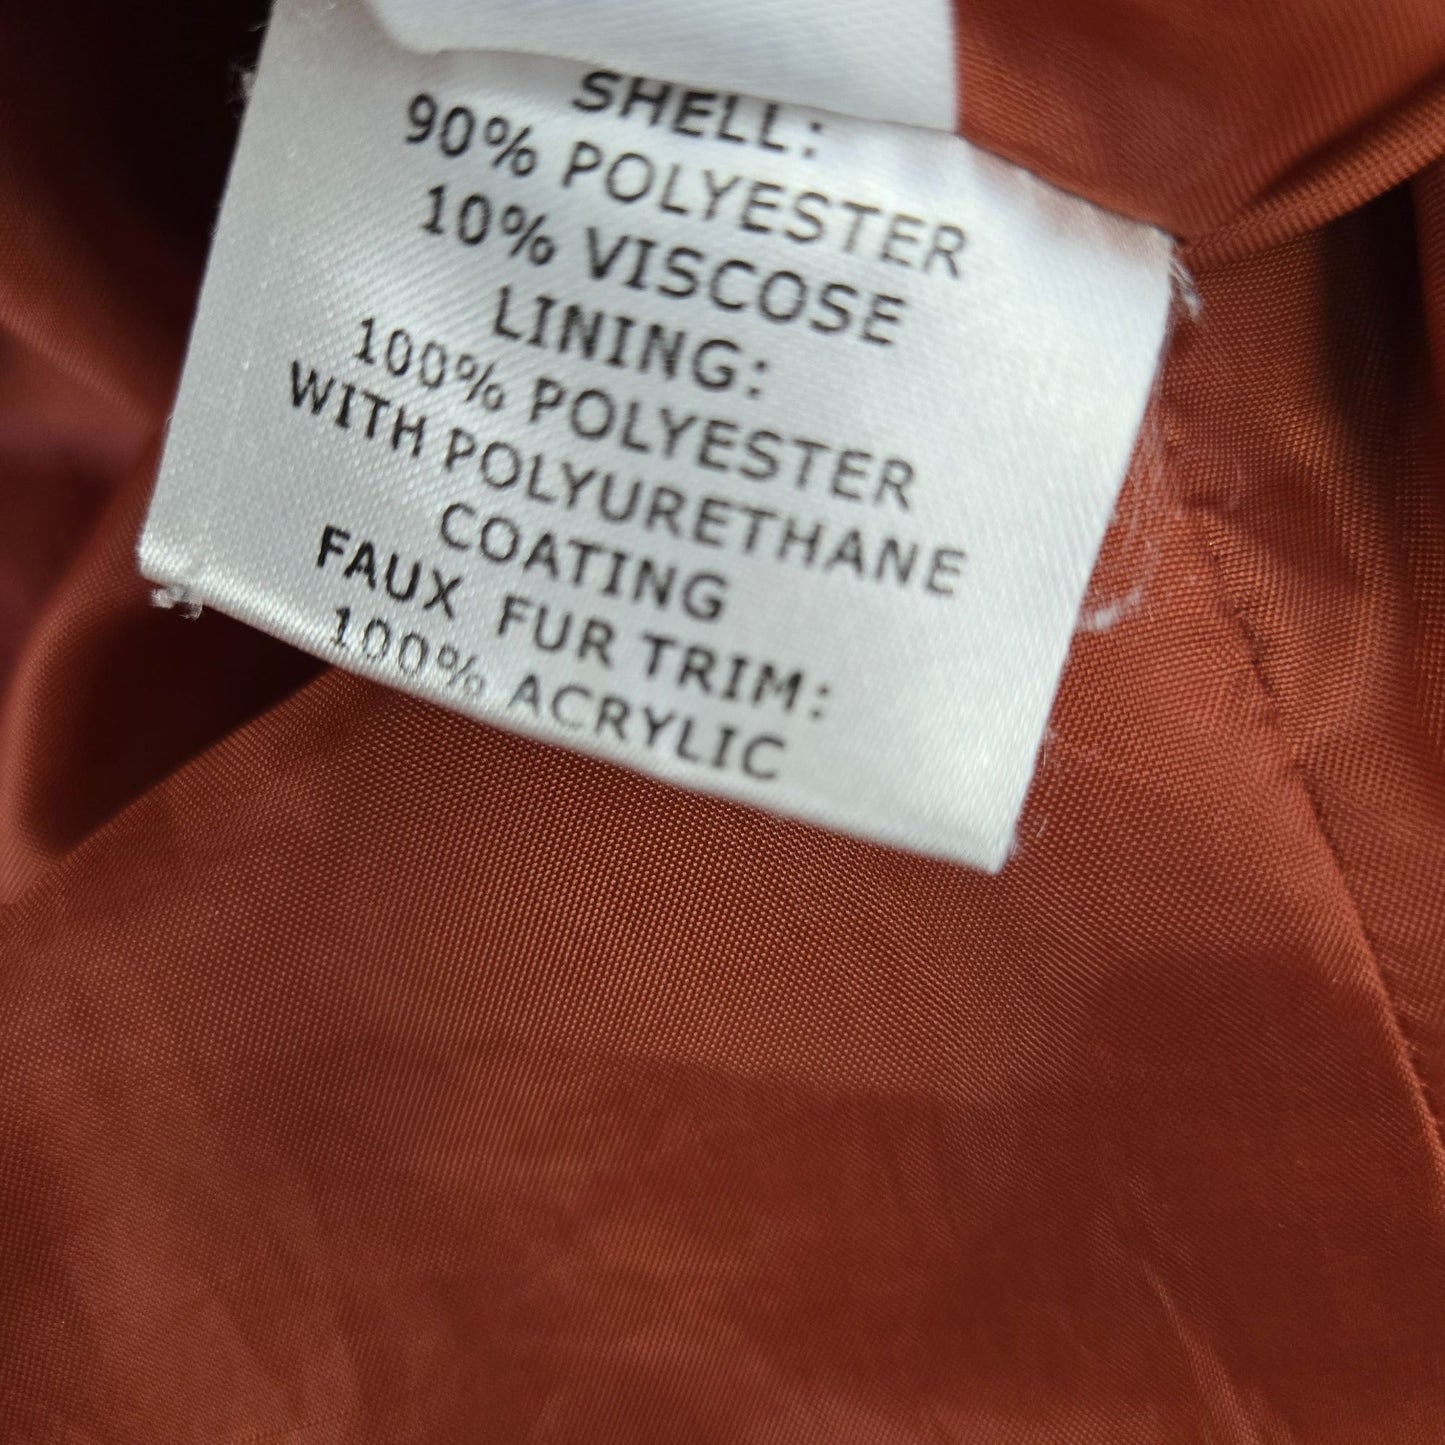 SHELL:
90% POLYESTER
10% VISCOSE
LINING:
100% POLYESTER
WITH POLYURETHANE
COATING
FAUX FUR TRIM:
100% ACRYLIC